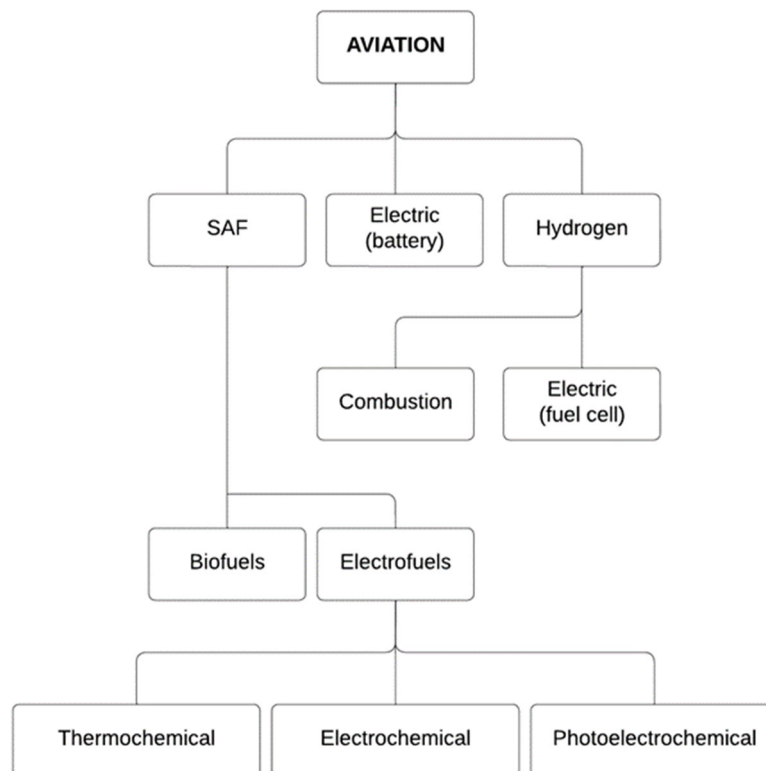 AVIATION
SAF
Electric
(battery)
Hydrogen
Combustion
Electric
(fuel cell)
Biofuels
Electrofuels
Thermochemical
Electrochemical
Photoelectrochemical